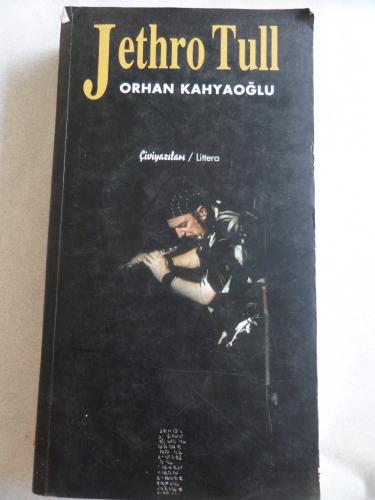 Jethro Tull
ORHAN KAHYAOĞLU
Çiviyazıları / Littera